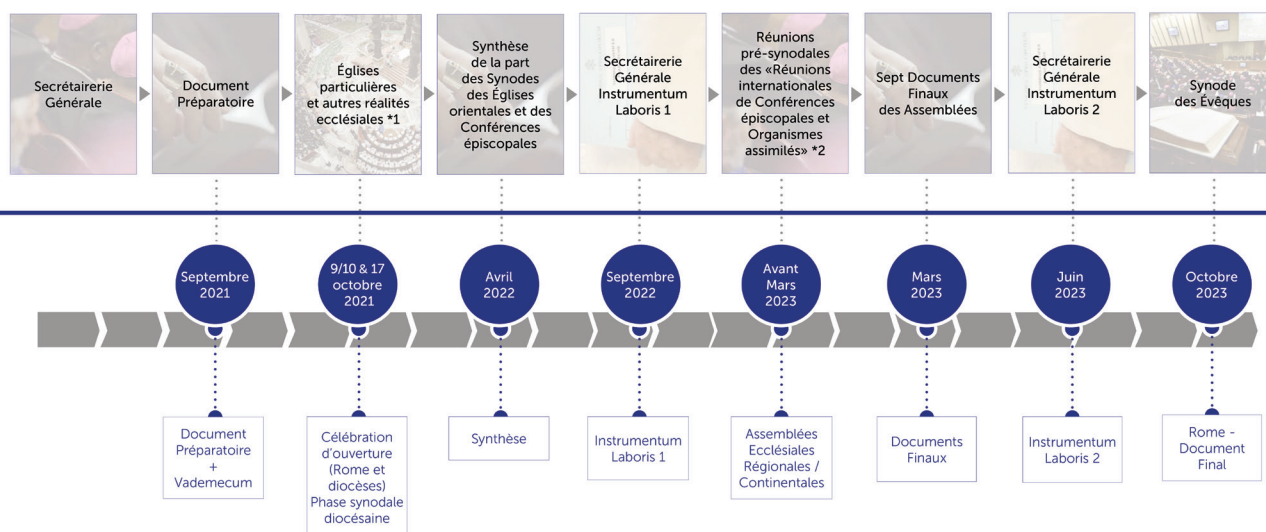 Secrétairerie
Générale
Document
Préparatoire
Églises
particulières
et autres réalités
ecclésiales *1
Synthèse
de la part
des Synodes
des Églises
orientales et des
Conférences
épiscopales
Secrétairerie
Générale
Instrumentum
Laboris 1
Réunions
pré-synodales
des «Réunions
internationales
de Conférences
épiscopales et
Organismes
assimilés» *2
Sept Documents
Finaux
des Assemblées
Secrétairerie
Générale
Instrumentum
Laboris 2
Synode
des Évêques
Septembre
2021
9/10 & 17
octobre
2021
Avril
2022
Septembre
2022
Avant
Mars
2023
Mars
2023
Juin
2023
Octobre
2023
Document
Préparatoire
+
Vademecum
Célébration
d'ouverture
(Rome et
diocèses)
Phase synodale
diocésaine
Synthèse
Instrumentum
Laboris 1
Assemblées
Ecclésiales
Régionales /
Continentales
Documents
Finaux
Instrumentum
Laboris 2
Rome -
Document
Final